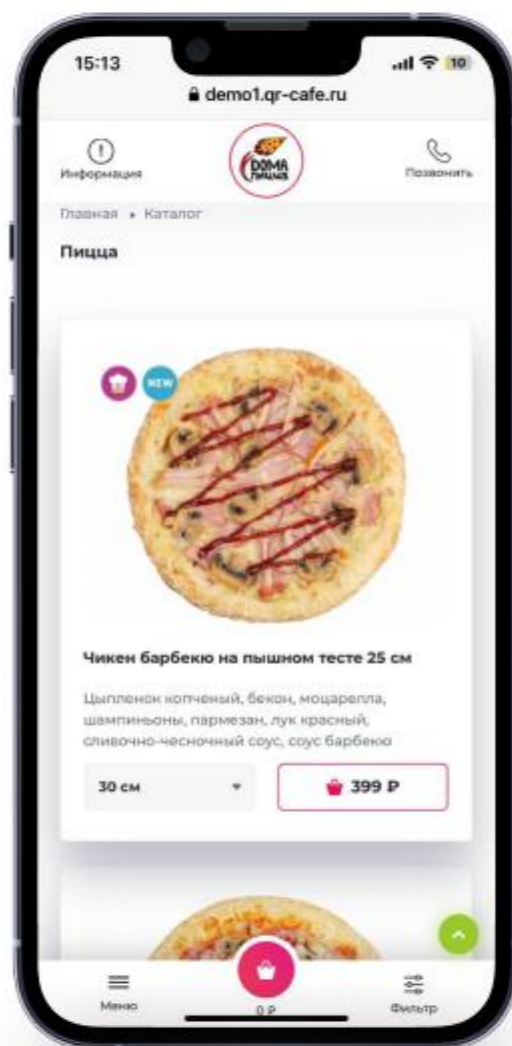 15:13
10
demo1.qr-cafe.ru
Информация
DОМА
ПИЦЦА
Позвонить
Главная • Каталог
Пицца
NEW
Чикен барбекю на пышном тесте 25 см
Цыпленок копченый, бекон, моцарелла,
шампиньоны, пармезан, лук красный,
сливочно-чесночный соус, соус барбекю
30 см
399 ₽
Меню
0 ₽
Фильтр